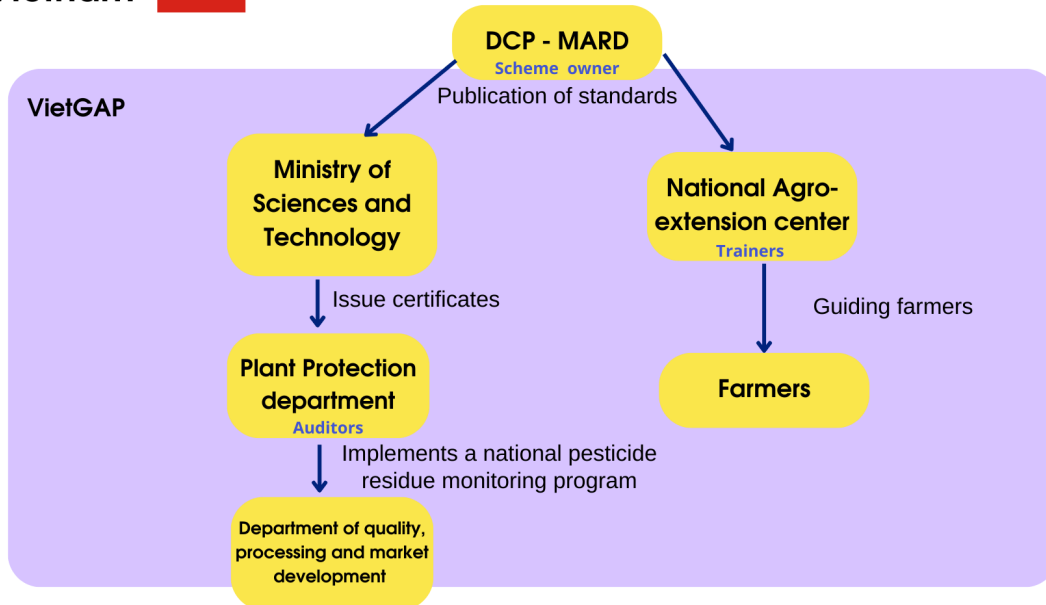 DCP - MARD
Scheme owner
Publication of standards
VietGAP
Ministry of
Sciences and
Technology
National Agro-
extension center
Trainers
Issue certificates
Guiding farmers
Plant Protection
department
Auditors
Farmers
Implements a national pesticide
residue monitoring program
Department of quality,
processing and market
development